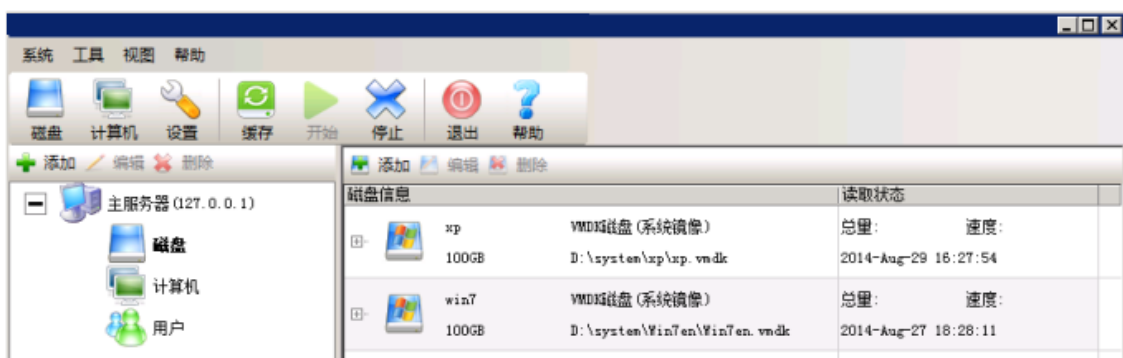 系统 工具 视图 帮助
磁盘 计算机 设置 缓存 开始 停止 退出 帮助
添加 编辑 删除
主服务器(127.0.0.1)
磁盘
计算机
用户
添加 编辑 删除
磁盘信息 读取状态
xp VMDK磁盘(系统镜像) 总量: 速度:
100GB D:\system\xp\xp.vmdk 2014-Aug-29 16:27:54
win7 VMDK磁盘(系统镜像) 总量: 速度:
100GB D:\system\Win7en\Win7en.vmdk 2014-Aug-27 18:28:11